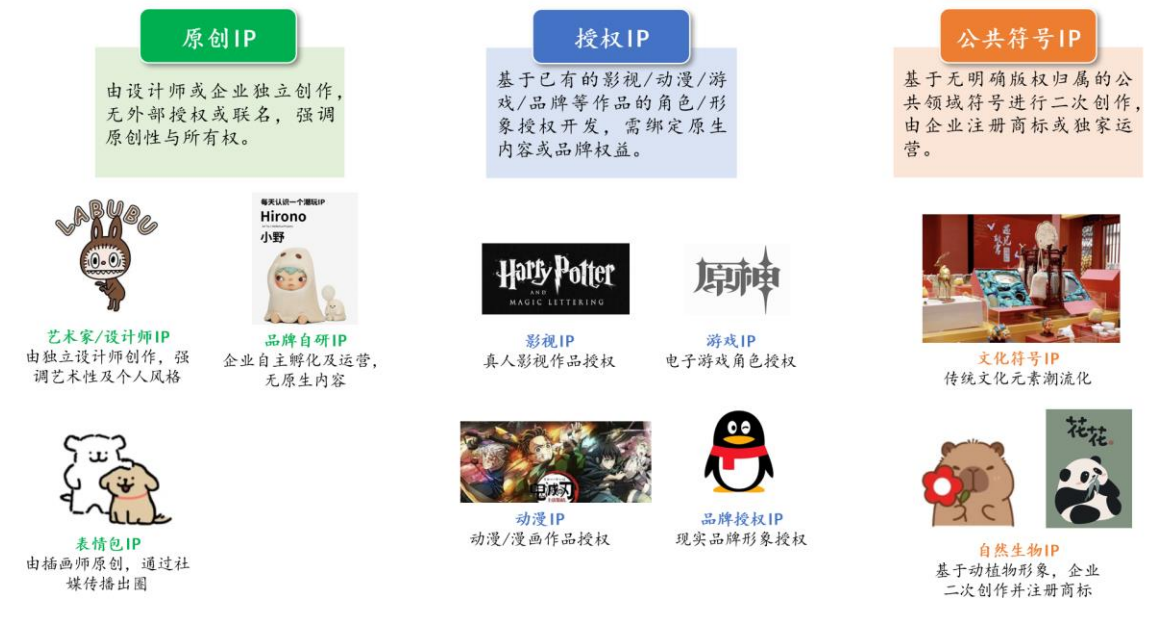 原创IP
由设计师或企业独立创作，
无外部授权或联名，强调
原创性与所有权。
授权IP
基于已有的影视/动漫/游
戏/品牌等作品的角色/形
象授权开发，需绑定原生
内容或品牌权益。
公共符号IP
基于无明确版权归属的公
共领域符号进行二次创作，
由企业注册商标或独家运
营。
LABUBU
艺术家/设计师IP
由独立设计师创作，强
调艺术性及个人风格
每天认识一个潮玩IP
Hirono
小野
品牌自研IP
企业自主孵化及运营，
无原生内容
表情包IP
由插画师原创，通过社
媒传播出圈
Harry Potter
AND
MAGIC LETTERING
影视IP
真人影视作品授权
原神
游戏IP
电子游戏角色授权
鬼滅刃
动漫IP
动漫/漫画作品授权
品牌授权IP
现实品牌形象授权
文化符号IP
传统文化元素潮流化
花花。
自然生物IP
基于动植物形象，企业
二次创作并注册商标